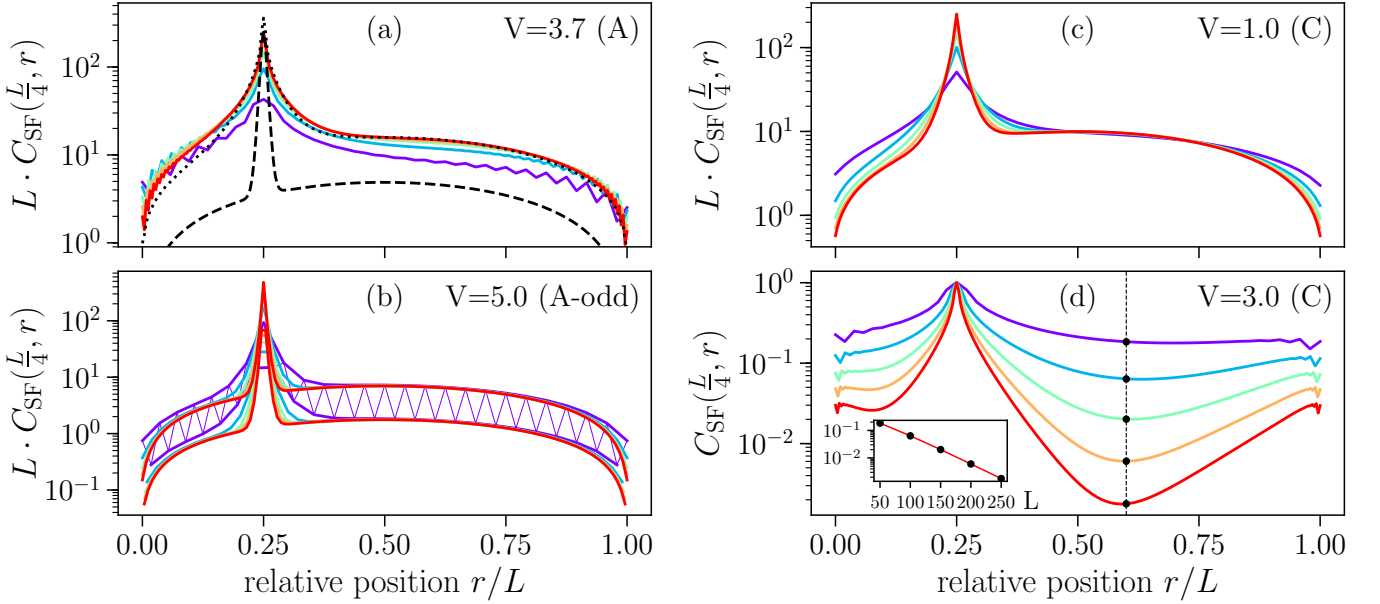 (a) V=3.7 (A)
L · C_SF(L/4, r)
10^2
10^1
10^0
(b) V=5.0 (A-odd)
L · C_SF(L/4, r)
10^2
10^1
10^0
10^-1
0.00 0.25 0.50 0.75 1.00
relative position r/L
(c) V=1.0 (C)
L · C_SF(L/4, r)
10^2
10^1
10^0
(d) V=3.0 (C)
C_SF(L/4, r)
10^0
10^-1
10^-2
10^-1
10^-2
50 100 150 200 250 L
0.00 0.25 0.50 0.75 1.00
relative position r/L